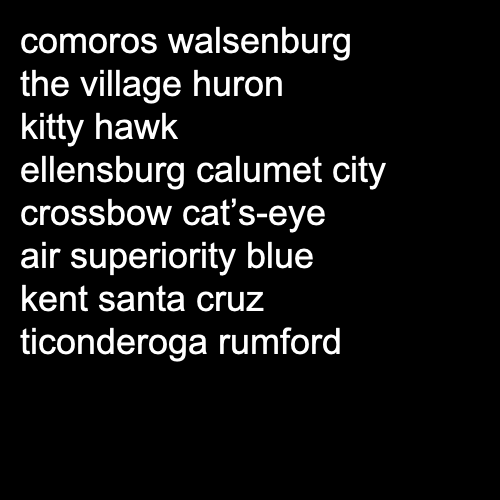 comoros walsenburg
the village huron
kitty hawk
ellensburg calumet city
crossbow cat’s-eye
air superiority blue
kent santa cruz
ticonderoga rumford